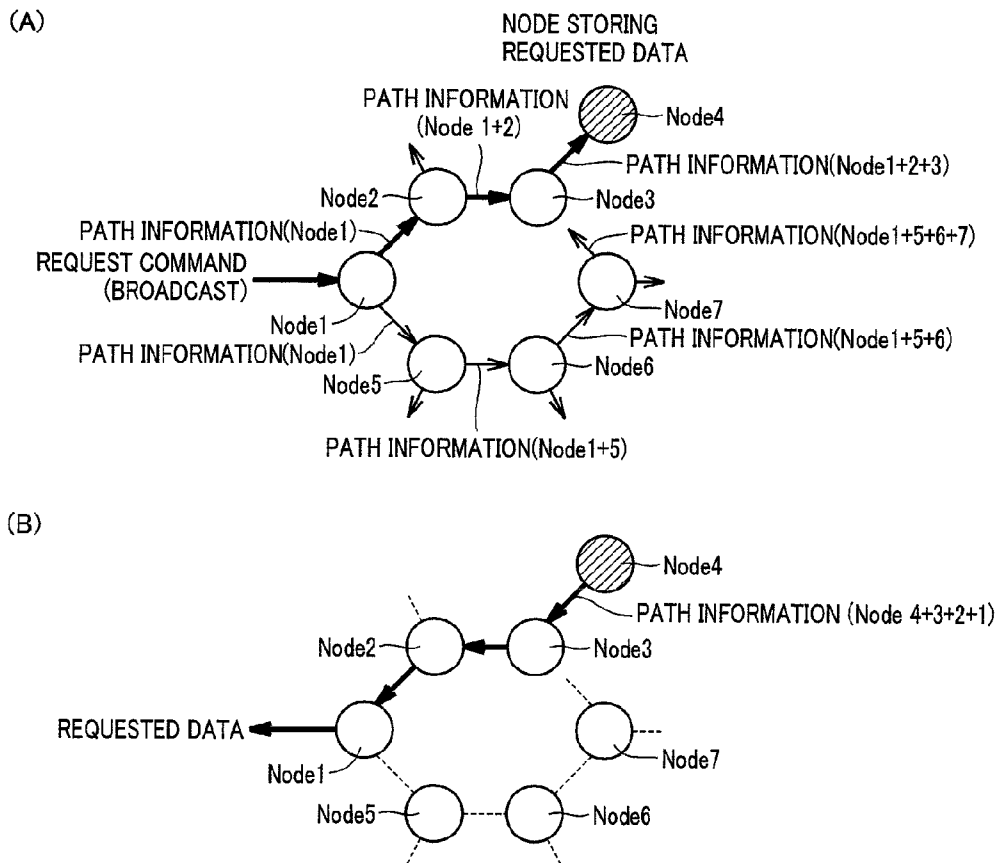 (A)
NODE STORING
REQUESTED DATA
PATH INFORMATION
(Node 1+2)
Node4
PATH INFORMATION(Node1+2+3)
Node2
Node3
PATH INFORMATION(Node1)
PATH INFORMATION(Node1+5+6+7)
REQUEST COMMAND
(BROADCAST)
Node1
Node7
PATH INFORMATION(Node1)
PATH INFORMATION(Node1+5+6)
Node5
Node6
PATH INFORMATION(Node1+5)
(B)
Node4
PATH INFORMATION (Node 4+3+2+1)
Node2
Node3
REQUESTED DATA
Node1
Node7
Node5
Node6